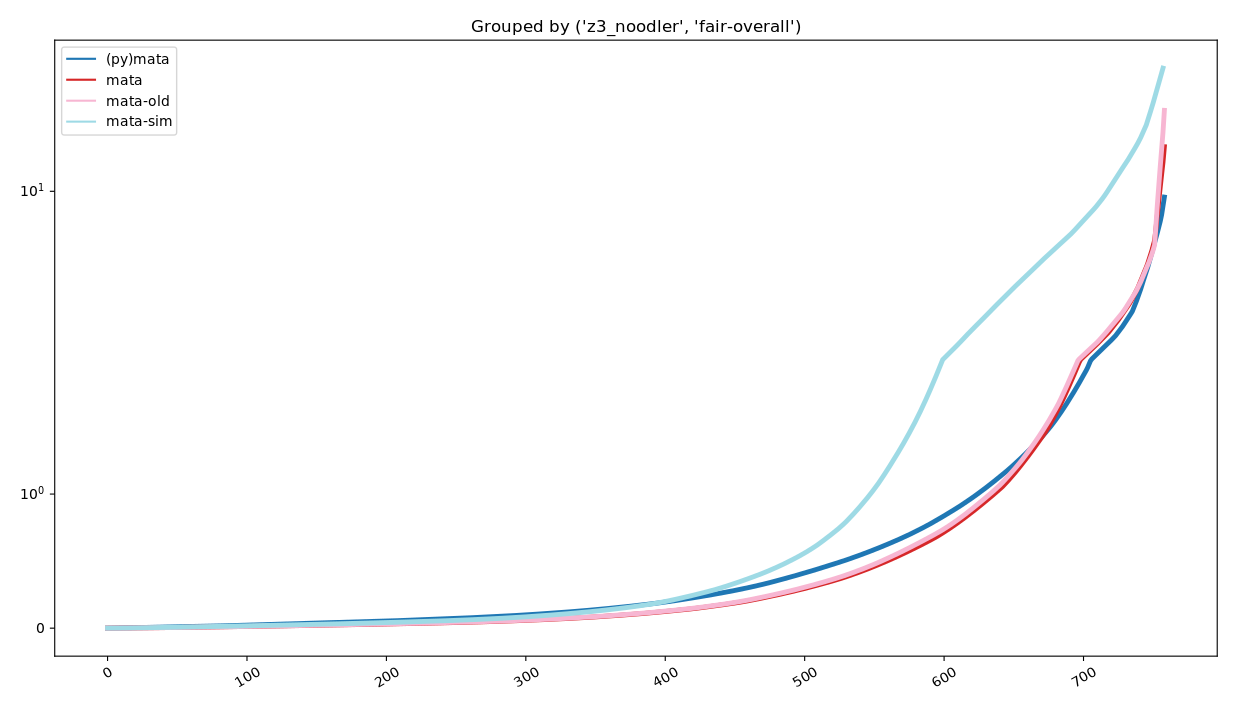 Grouped by ('z3_noodler', 'fair-overall')
(py)mata
mata
mata-old
mata-sim
10¹
10⁰
0
0 100 200 300 400 500 600 700